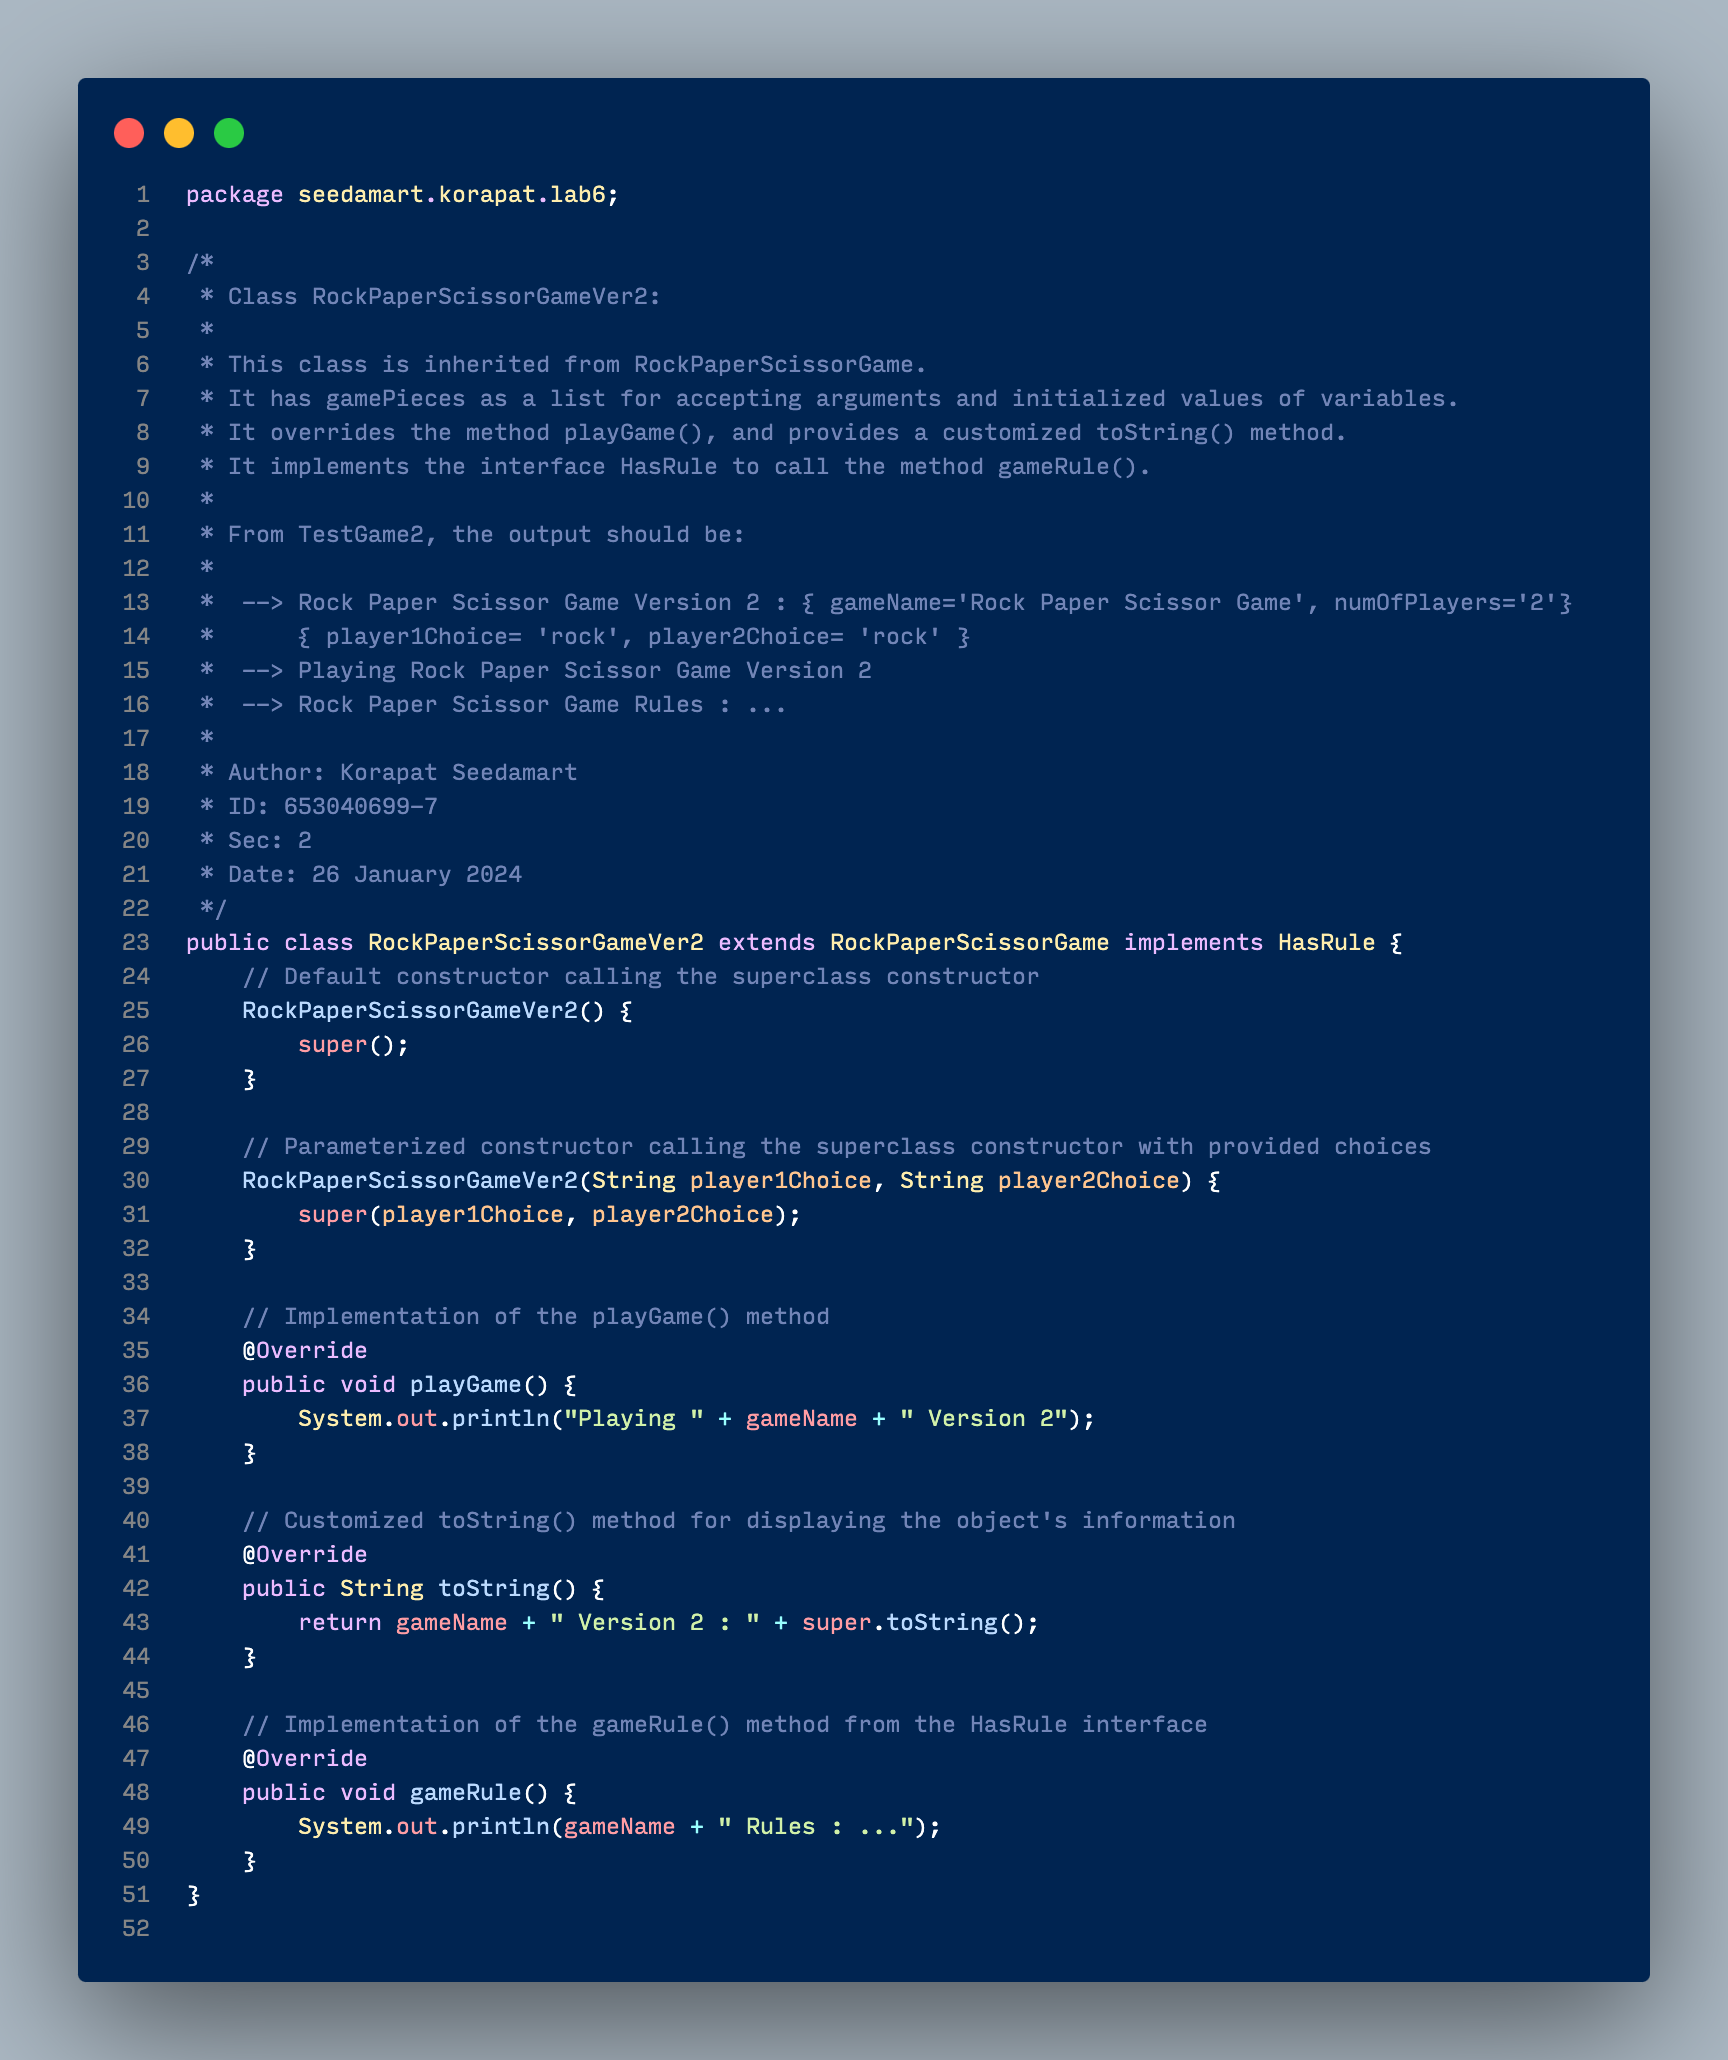 1 package seedamart.korapat.lab6;
2
3 /*
4  * Class RockPaperScissorGameVer2:
5  *
6  * This class is inherited from RockPaperScissorGame.
7  * It has gamePieces as a list for accepting arguments and initialized values of variables.
8  * It overrides the method playGame(), and provides a customized toString() method.
9  * It implements the interface HasRule to call the method gameRule().
10  *
11  * From TestGame2, the output should be:
12  *
13  *  --> Rock Paper Scissor Game Version 2 : { gameName='Rock Paper Scissor Game', numOfPlayers='2'}
14  *      { player1Choice= 'rock', player2Choice= 'rock' }
15  *  --> Playing Rock Paper Scissor Game Version 2
16  *  --> Rock Paper Scissor Game Rules : ...
17  *
18  * Author: Korapat Seedamart
19  * ID: 653040699-7
20  * Sec: 2
21  * Date: 26 January 2024
22  */
23 public class RockPaperScissorGameVer2 extends RockPaperScissorGame implements HasRule {
24     // Default constructor calling the superclass constructor
25     RockPaperScissorGameVer2() {
26         super();
27     }
28
29     // Parameterized constructor calling the superclass constructor with provided choices
30     RockPaperScissorGameVer2(String player1Choice, String player2Choice) {
31         super(player1Choice, player2Choice);
32     }
33
34     // Implementation of the playGame() method
35     @Override
36     public void playGame() {
37         System.out.println("Playing " + gameName + " Version 2");
38     }
39
40     // Customized toString() method for displaying the object's information
41     @Override
42     public String toString() {
43         return gameName + " Version 2 : " + super.toString();
44     }
45
46     // Implementation of the gameRule() method from the HasRule interface
47     @Override
48     public void gameRule() {
49         System.out.println(gameName + " Rules : ...");
50     }
51 }
52